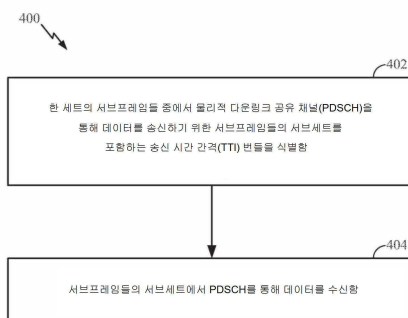 400
402
한 세트의 서브프레임들 중에서 물리적 다운링크 공유 채널(PDSCH)을
통해 데이터를 송신하기 위한 서브프레임들의 서브세트를
포함하는 송신 시간 간격(TTI) 번들을 식별함
404
서브프레임들의 서브세트에서 PDSCH를 통해 데이터를 수신함